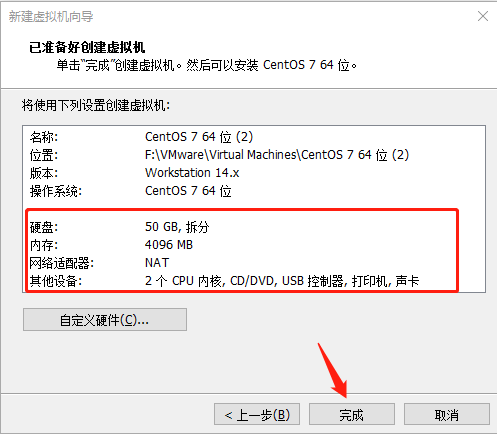 新建虚拟机向导
已准备好创建虚拟机
单击"完成"创建虚拟机。然后可以安装 CentOS 7 64 位。
将使用下列设置创建虚拟机:
名称: CentOS 7 64 位 (2)
位置: F:\VMware\Virtual Machines\CentOS 7 64 位 (2)
版本: Workstation 14.x
操作系统: CentOS 7 64 位
硬盘: 50 GB, 拆分
内存: 4096 MB
网络适配器: NAT
其他设备: 2 个 CPU 内核, CD/DVD, USB 控制器, 打印机, 声卡
自定义硬件(C)...
< 上一步(B) 完成 取消